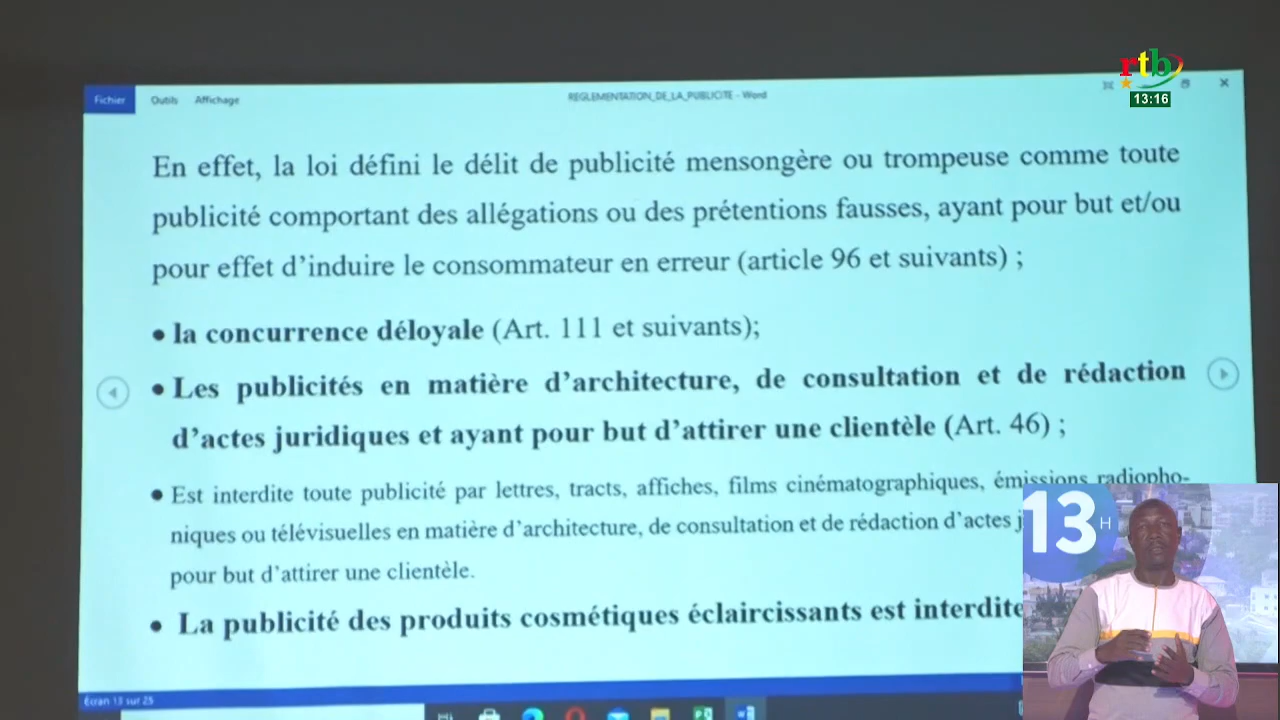 rtb
13:16
Fichier Outils Affichage REGLEMENTATION_DE_LA_PUBLICITE - Word
En effet, la loi défini le délit de publicité mensongère ou trompeuse comme toute
publicité comportant des allégations ou des prétentions fausses, ayant pour but et/ou
pour effet d'induire le consommateur en erreur (article 96 et suivants) ;
• la concurrence déloyale (Art. 111 et suivants);
• Les publicités en matière d'architecture, de consultation et de rédaction
d'actes juridiques et ayant pour but d'attirer une clientèle (Art. 46) ;
• Est interdite toute publicité par lettres, tracts, affiches, films cinématographiques, émissions radiopho-
niques ou télévisuelles en matière d'architecture, de consultation et de rédaction d'actes
pour but d'attirer une clientèle.
• La publicité des produits cosmétiques éclaircissants est interdite
13H
Écran 13 sur 25